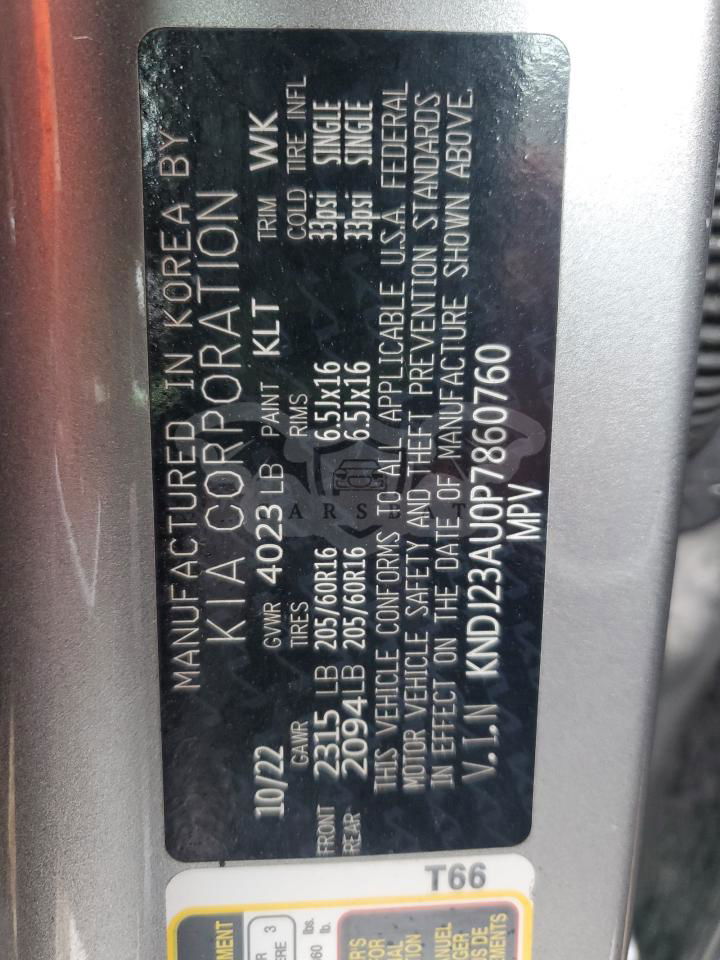 MANUFACTURED IN KOREA BY
KIA CORPORATION
10/22 GVWR 4023 LB PAINT KLT TRIM WK
GAWR TIRES RIMS COLD TIRE INFL
FRONT 2315 LB 205/60R16 6.5Jx16 33psi SINGLE
REAR 2094 LB 205/60R16 6.5Jx16 33psi SINGLE
THIS VEHICLE CONFORMS TO ALL APPLICABLE U.S.A. FEDERAL
MOTOR VEHICLE SAFETY AND THEFT PREVENTION STANDARDS
IN EFFECT ON THE DATE OF MANUFACTURE SHOWN ABOVE.
V.I.N KNDJ23AU0P7860760
MPV
T66
3
lbs.
lb.